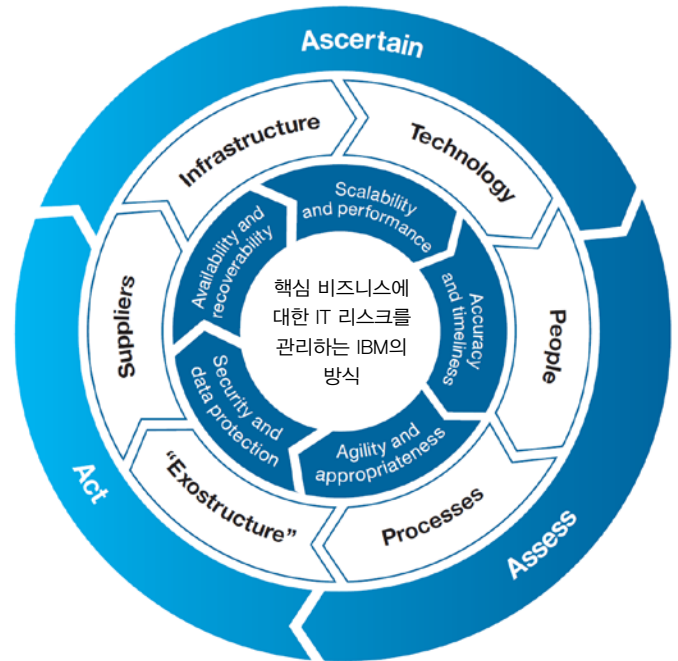 Ascertain
Infrastructure
Technology
Scalability
and performance
Availability and
recoverability
Accuracy
and timeliness
핵심 비즈니스에
대한 IT 리스크를
관리하는 IBM의
방식
Suppliers
People
Security and
data protection
Agility and
appropriateness
"Exostructure"
Processes
Act
Assess